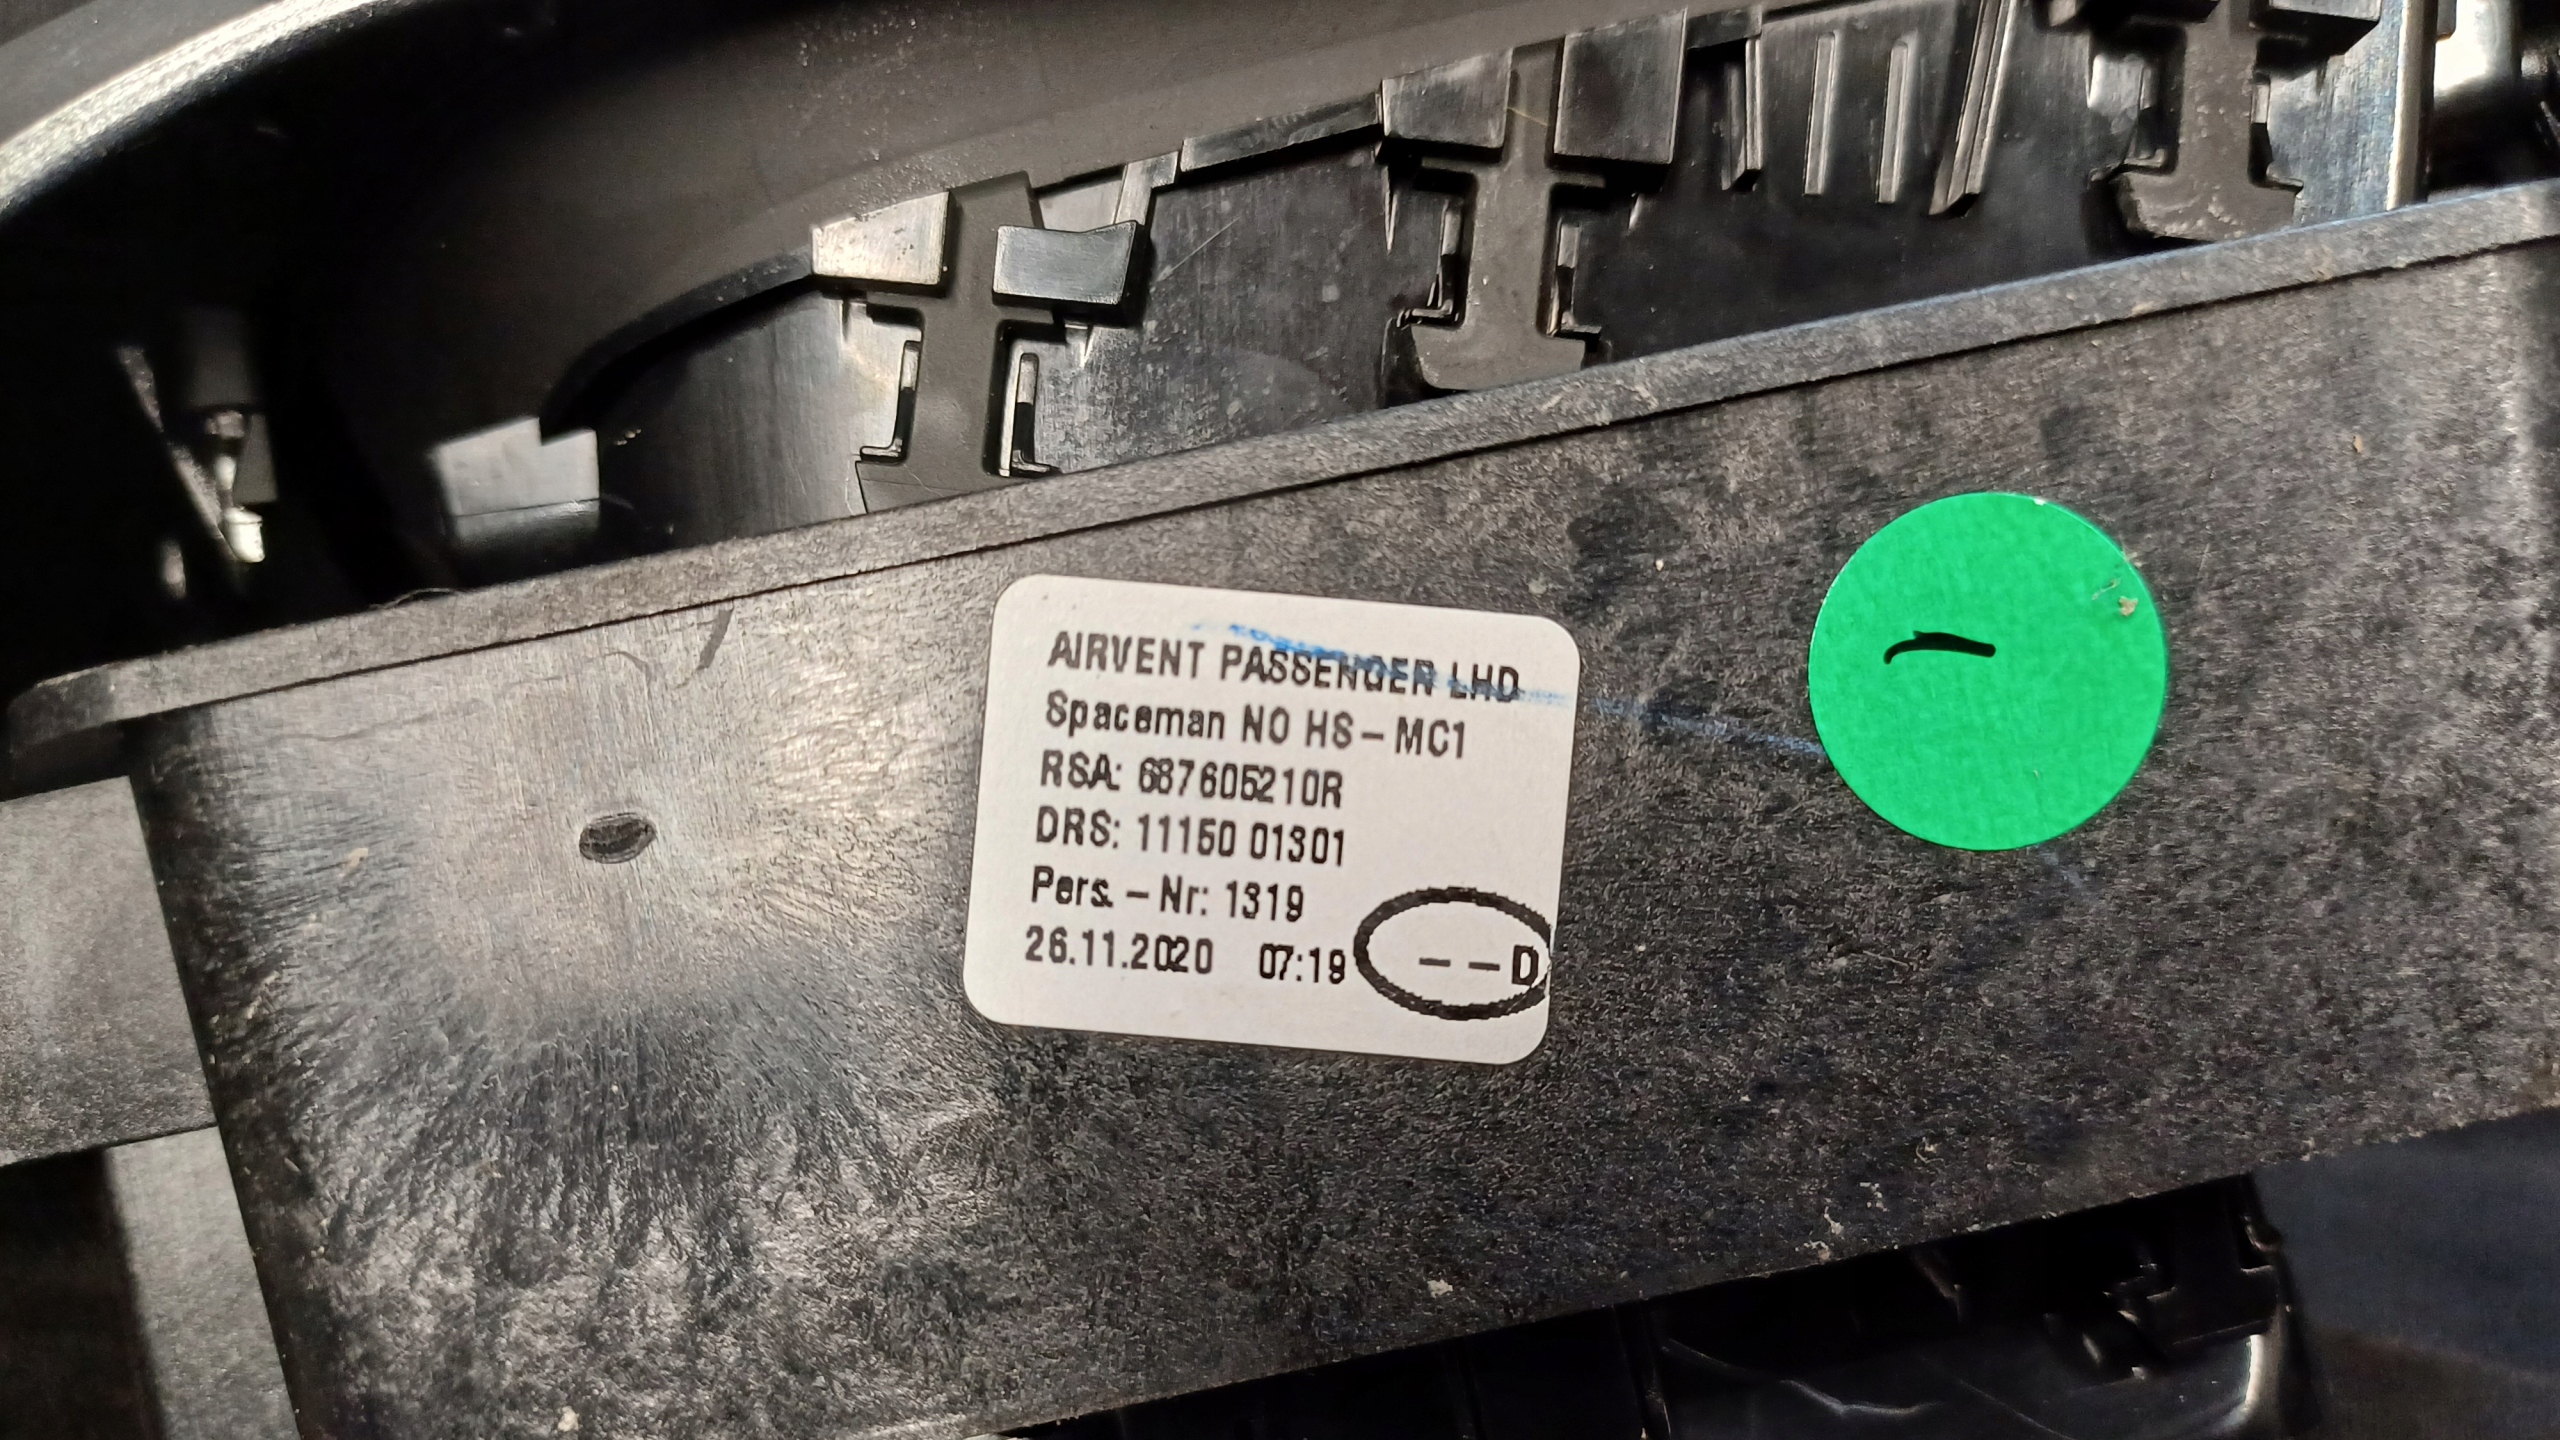 AIRVENT PASSENGER LHD
Spaceman NO HS – MC1
RSA: 687605210R
DRS: 11150 01301
Pers. – Nr: 1319
26.11.2020 07:19 – – D